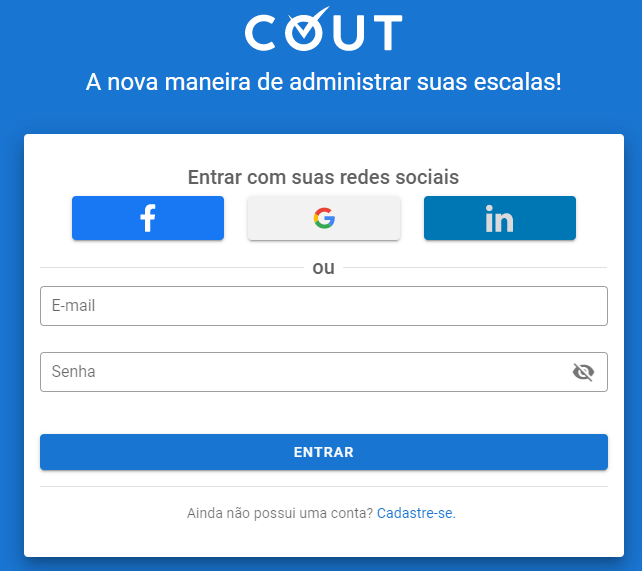 COUT
A nova maneira de administrar suas escalas!
Entrar com suas redes sociais
f
G
in
ou
E-mail
Senha
ENTRAR
Ainda não possui uma conta? Cadastre-se.